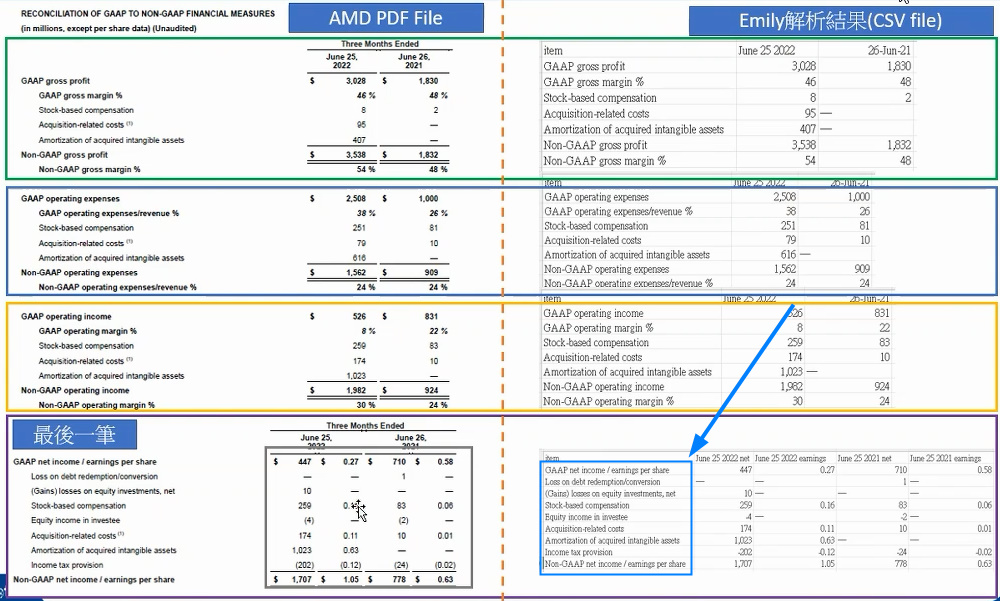 RECONCILIATION OF GAAP TO NON-GAAP FINANCIAL MEASURES
(in millions, except per share data) (Unaudited)
AMD PDF File
Emily解析結果(CSV file)
Three Months Ended
June 25, 2022 June 26, 2021
GAAP gross profit $ 3,028 $ 1,830
GAAP gross margin % 46 % 48 %
Stock-based compensation 8 2
Acquisition-related costs (1) 95 —
Amortization of acquired intangible assets 407 —
Non-GAAP gross profit $ 3,538 $ 1,832
Non-GAAP gross margin % 54 % 48 %
item June 25 2022 26-Jun-21
GAAP gross profit 3,028 1,830
GAAP gross margin % 46 48
Stock-based compensation 8 2
Acquisition-related costs 95 —
Amortization of acquired intangible assets 407 —
Non-GAAP gross profit 3,538 1,832
Non-GAAP gross margin % 54 48
GAAP operating expenses $ 2,508 $ 1,000
GAAP operating expenses/revenue % 38 % 26 %
Stock-based compensation 251 81
Acquisition-related costs (1) 79 10
Amortization of acquired intangible assets 616 —
Non-GAAP operating expenses $ 1,562 $ 909
Non-GAAP operating expenses/revenue % 24 % 24 %
item June 25 2022 26-Jun-21
GAAP operating expenses 2,508 1,000
GAAP operating expenses/revenue % 38 26
Stock-based compensation 251 81
Acquisition-related costs 79 10
Amortization of acquired intangible assets 616 —
Non-GAAP operating expenses 1,562 909
Non-GAAP operating expenses/revenue % 24 24
GAAP operating income $ 526 $ 831
GAAP operating margin % 8 % 22 %
Stock-based compensation 259 83
Acquisition-related costs (1) 174 10
Amortization of acquired intangible assets 1,023 —
Non-GAAP operating income $ 1,982 $ 924
Non-GAAP operating margin % 30 % 24 %
item June 25 2022 26-Jun-21
GAAP operating income 526 831
GAAP operating margin % 8 22
Stock-based compensation 259 83
Acquisition-related costs 174 10
Amortization of acquired intangible assets 1,023 —
Non-GAAP operating income 1,982 924
Non-GAAP operating margin % 30 24
最後一筆
Three Months Ended
June 25, 2022 June 26, 2021
GAAP net income / earnings per share $ 447 $ 0.27 $ 710 $ 0.58
Loss on debt redemption/conversion — — 1 —
(Gains) losses on equity investments, net 10 — — —
Stock-based compensation 259 83 0.06
Equity income in investee (4) — (2) —
Acquisition-related costs (1) 174 0.11 10 0.01
Amortization of acquired intangible assets 1,023 0.63 — —
Income tax provision (202) (0.12) (24) (0.02)
Non-GAAP net income / earnings per share $ 1,707 $ 1.05 $ 778 $ 0.63
item June 25 2022 net June 25 2022 earnings June 25 2021 net June 25 2021 earnings
GAAP net income / earnings per share 447 0.27 710 0.58
Loss on debt redemption/conversion — — 1 —
(Gains) losses on equity investments, net 10 — — —
Stock-based compensation 259 0.16 83 0.06
Equity income in investee -4 — -2 —
Acquisition-related costs 174 0.11 10 0.01
Amortization of acquired intangible assets 1,023 0.63 — —
Income tax provision -202 -0.12 -24 -0.02
Non-GAAP net income / earnings per share 1,707 1.05 778 0.63